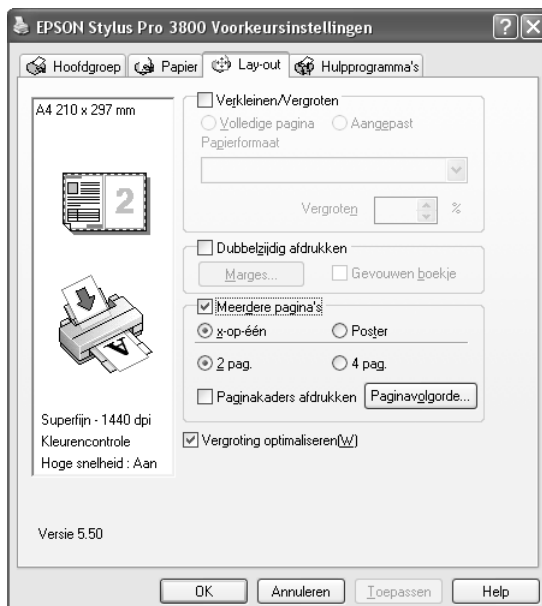 EPSON Stylus Pro 3800 Voorkeursinstellingen
Hoofdgroep Papier Lay-out Hulpprogramma's
A4 210 x 297 mm
2
A
Superfijn - 1440 dpi
Kleurencontrole
Hoge snelheid : Aan
Verkleinen/Vergroten
Volledige pagina Aangepast
Papierformaat
Vergroten %
Dubbelzijdig afdrukken
Marges... Gevouwen boekje
Meerdere pagina's
x-op-één Poster
2 pag. 4 pag.
Paginakaders afdrukken Paginavolgorde...
Vergroting optimaliseren(W)
Versie 5.50
OK Annuleren Toepassen Help